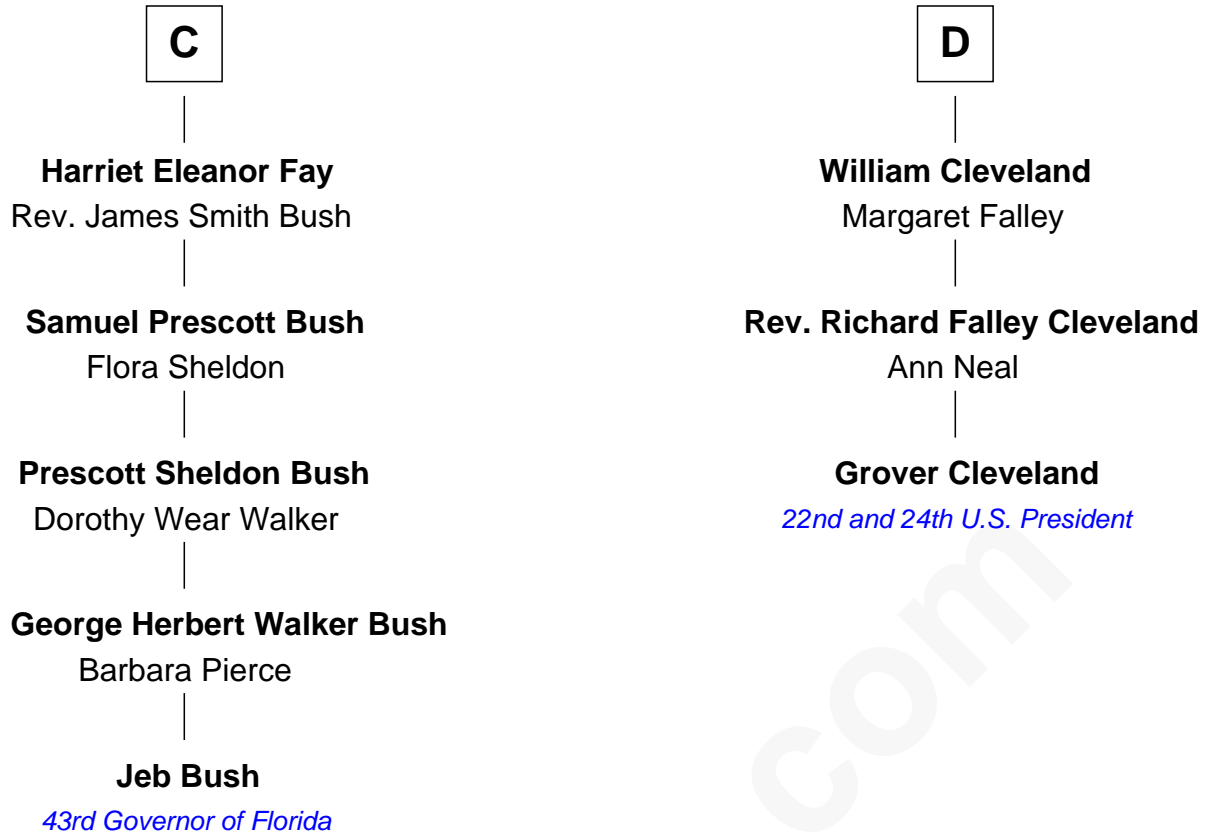 C
Harriet Eleanor Fay
Rev. James Smith Bush
Samuel Prescott Bush
Flora Sheldon
Prescott Sheldon Bush
Dorothy Wear Walker
George Herbert Walker Bush
Barbara Pierce
Jeb Bush
43rd Governor of Florida
D
William Cleveland
Margaret Falley
Rev. Richard Falley Cleveland
Ann Neal
Grover Cleveland
22nd and 24th U.S. President
com